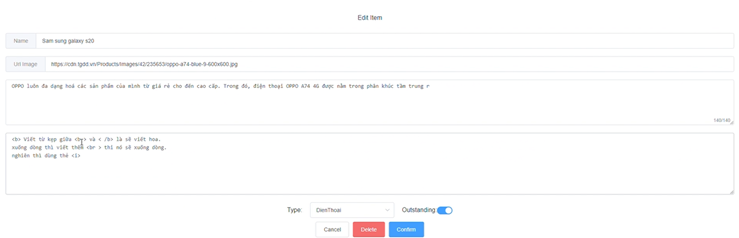 Edit Item
Name Sam sung galaxy s20
Url Image https://cdn.tgdd.vn/Products/Images/42/235653/oppo-a74-blue-9-600x600.jpg
OPPO luôn đa dạng hoá các sản phẩm của mình từ giá rẻ cho đến cao cấp. Trong đó, điện thoại OPPO A74 4G được nằm trong phân khúc tầm trung r
140/140
<b> Viết từ kẹp giữa <b> và < /b> là sẽ viết hoa.
xuống dòng thì viết thêm <br > thì nó sẽ xuống dòng.
nghiên thì dùng thẻ <i>
Type: DienThoai Outstanding
Cancel Delete Confirm